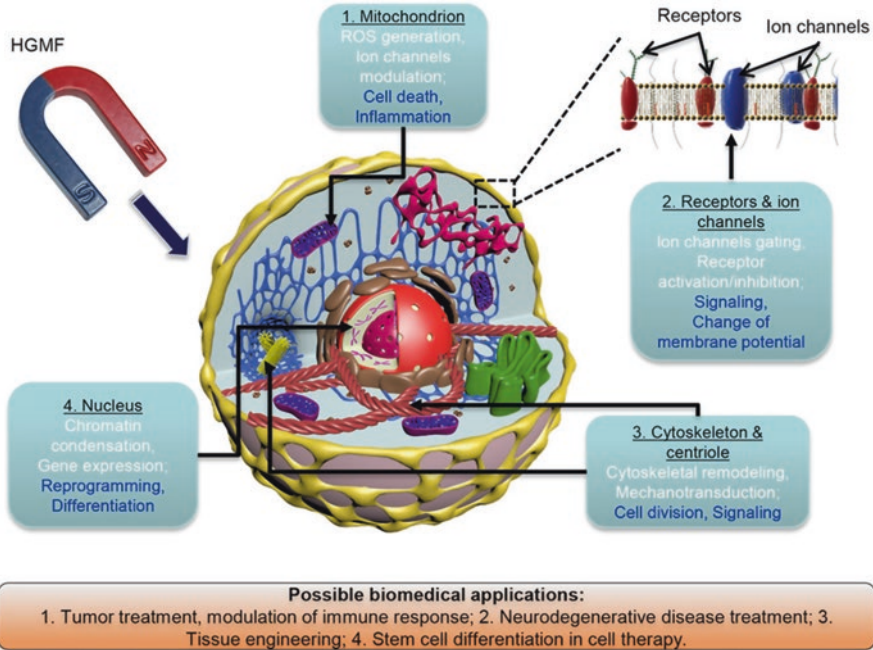 HGMF
N
S
1. Mitochondrion
ROS generation,
Ion channels
modulation;
Cell death,
Inflammation
Receptors
Ion channels
2. Receptors & ion
channels
Ion channels gating,
Receptor
activation/inhibition;
Signaling,
Change of
membrane potential
4. Nucleus
Chromatin
condensation,
Gene expression;
Reprogramming,
Differentiation
3. Cytoskeleton &
centriole
Cytoskeletal remodeling,
Mechanotransduction;
Cell division, Signaling
Possible biomedical applications:
1. Tumor treatment, modulation of immune response; 2. Neurodegenerative disease treatment; 3.
Tissue engineering; 4. Stem cell differentiation in cell therapy.